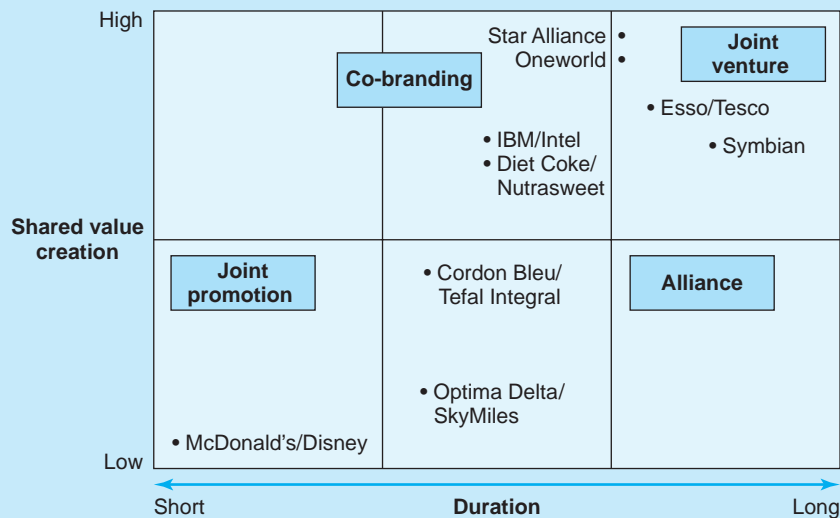 High
Star Alliance •
Oneworld •
Joint
venture
Co-branding
• Esso/Tesco
• IBM/Intel
• Symbian
• Diet Coke/
Nutrasweet
Shared value
creation
Joint
promotion
• Cordon Bleu/
Tefal Integral
Alliance
• Optima Delta/
SkyMiles
• McDonald's/Disney
Low
Short
Duration
Long